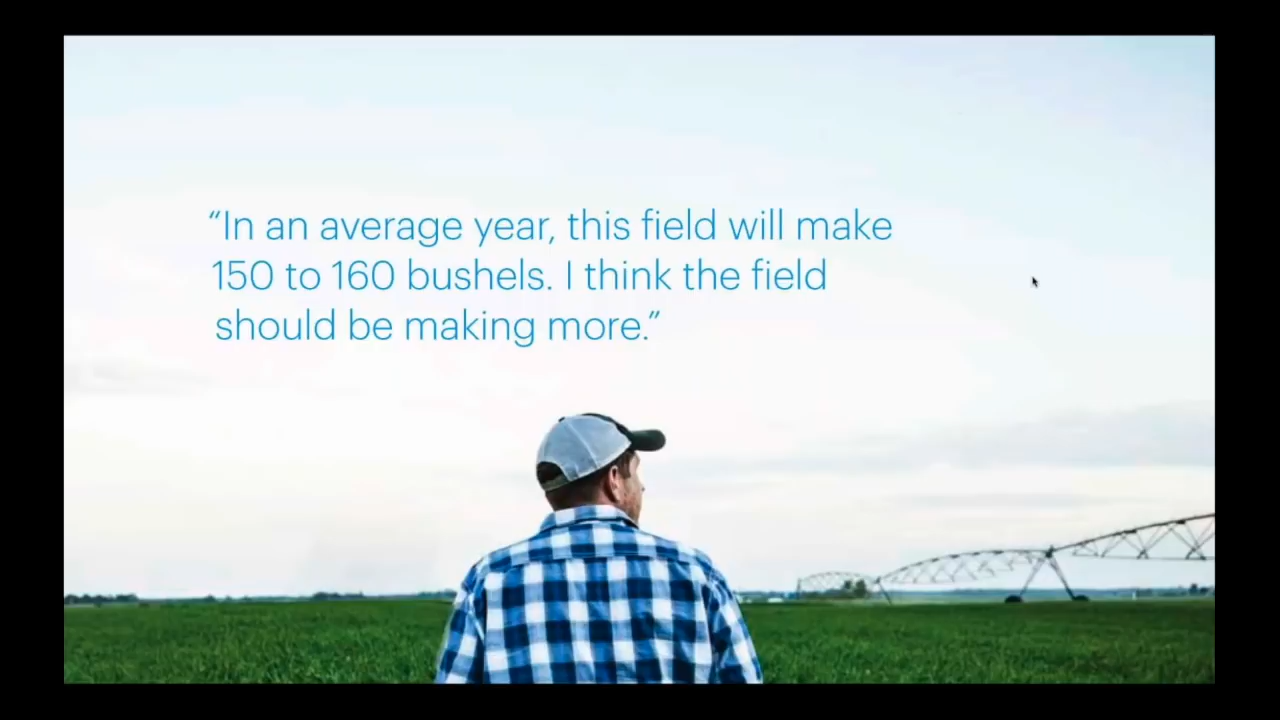 “In an average year, this field will make
150 to 160 bushels. I think the field
should be making more.”